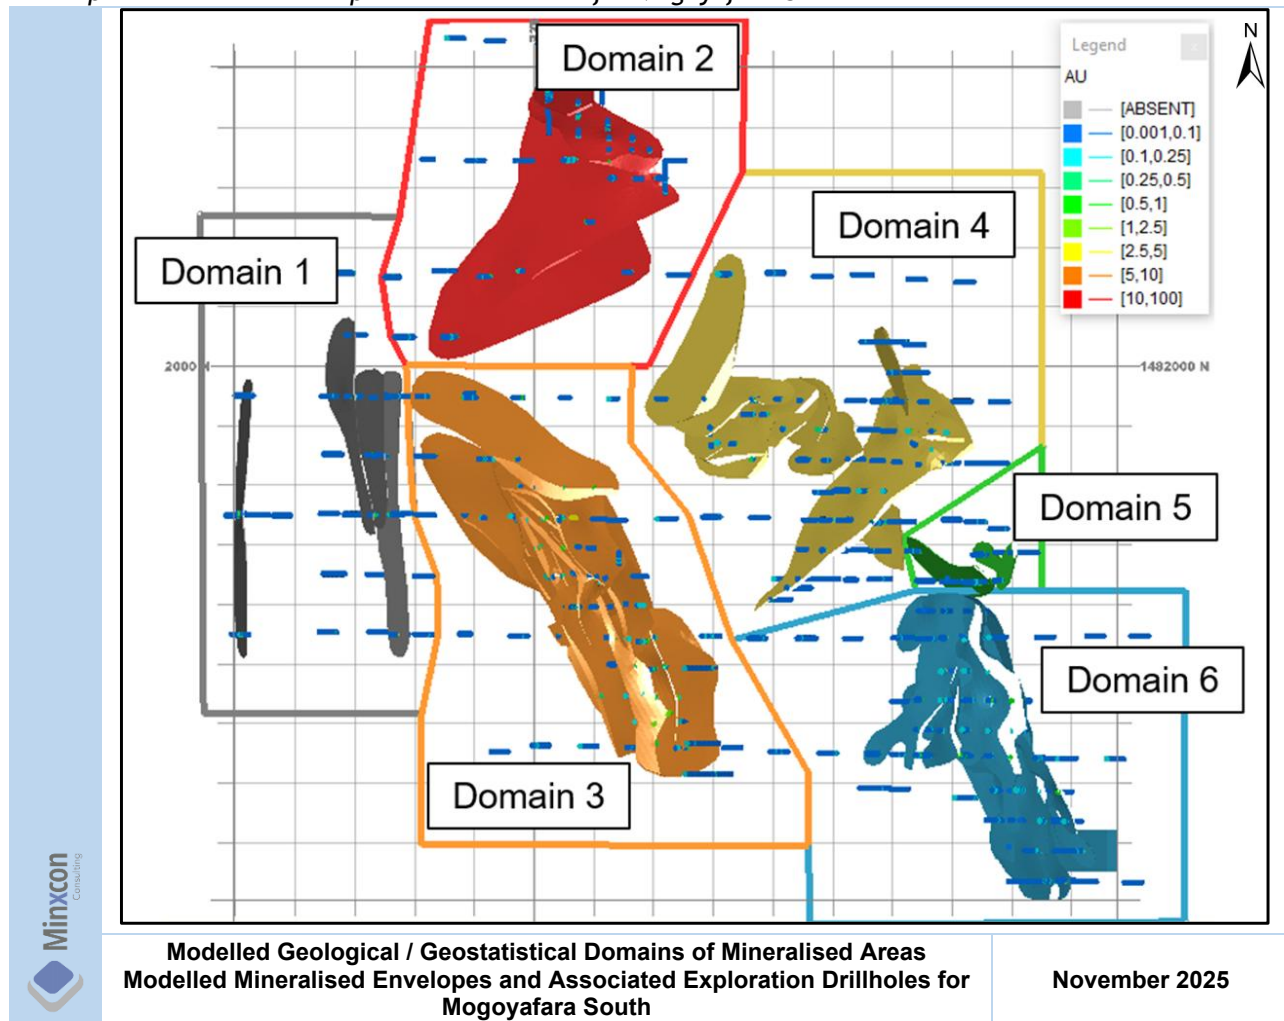 Domain 2
N
Legend
AU
[ABSENT]
[0.001,0.1]
[0.1,0.25]
[0.25,0.5]
[0.5,1]
[1,2.5]
[2.5,5]
[5,10]
[10,100]
Domain 4
Domain 1
1482000 N
Domain 5
Domain 6
Domain 3
Minxcon
Consulting
Modelled Geological / Geostatistical Domains of Mineralised Areas
Modelled Mineralised Envelopes and Associated Exploration Drillholes for
Mogoyafara South
November 2025